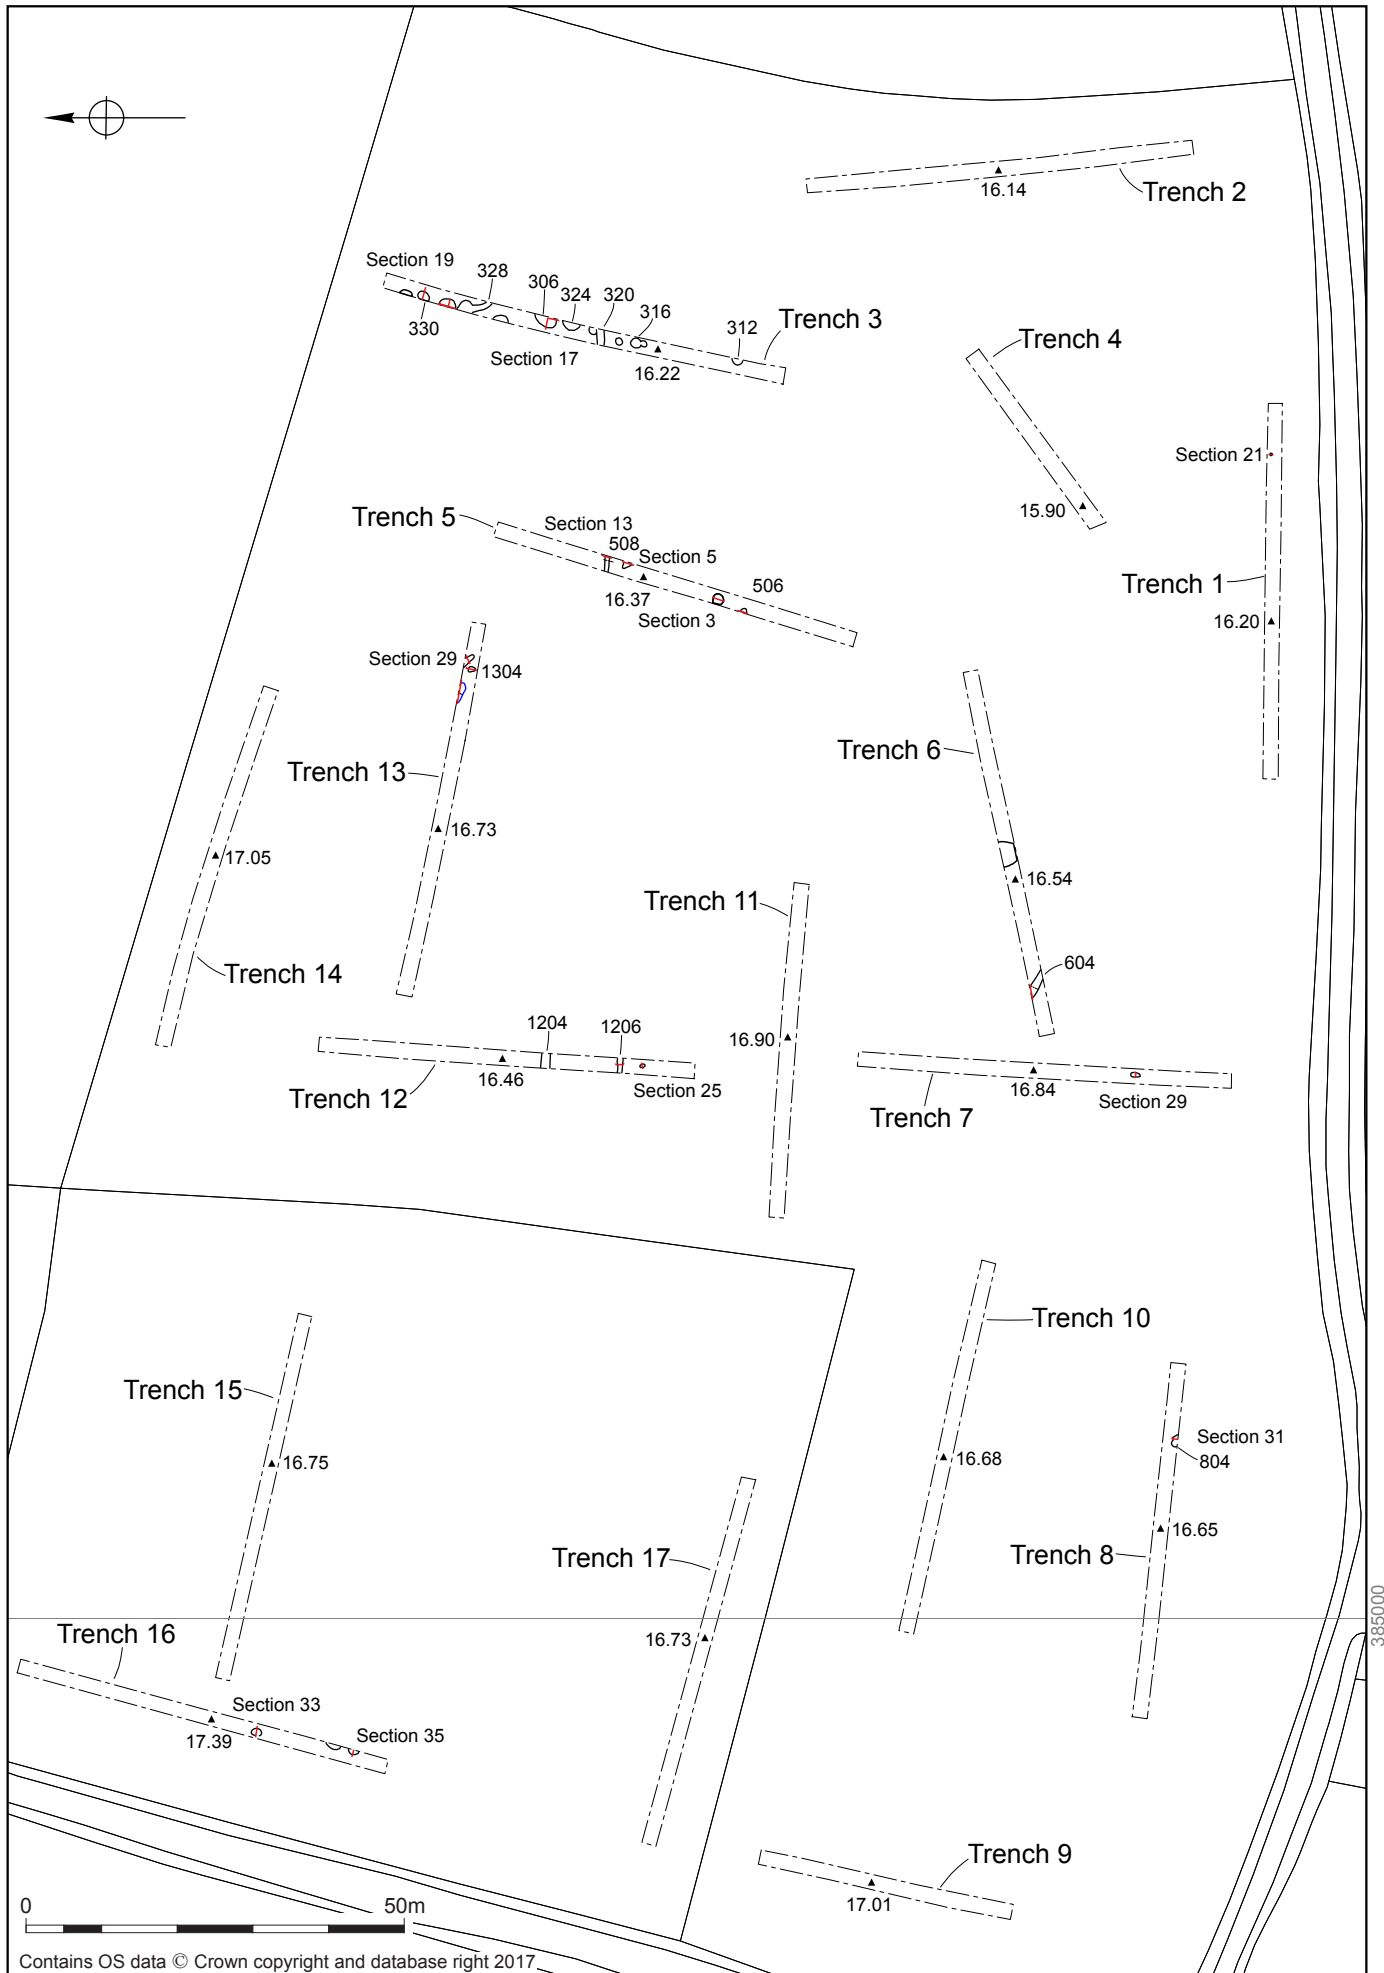 16.14
Trench 2
Section 19
328
306
324
320
316
312
Trench 3
330
Section 17
16.22
Trench 4
Section 21
15.90
Trench 5
Section 13
508
Section 5
506
16.37
Section 3
Trench 1
16.20
Section 29
1304
Trench 13
16.73
Trench 6
16.54
17.05
Trench 14
Trench 11
604
16.90
1204
1206
16.46
Section 25
Trench 12
16.84
Section 29
Trench 7
Trench 10
Trench 15
16.75
16.68
Section 31
804
16.65
Trench 8
Trench 17
16.73
385000
Trench 16
Section 33
Section 35
17.39
Trench 9
17.01
0 50m
Contains OS data © Crown copyright and database right 2017